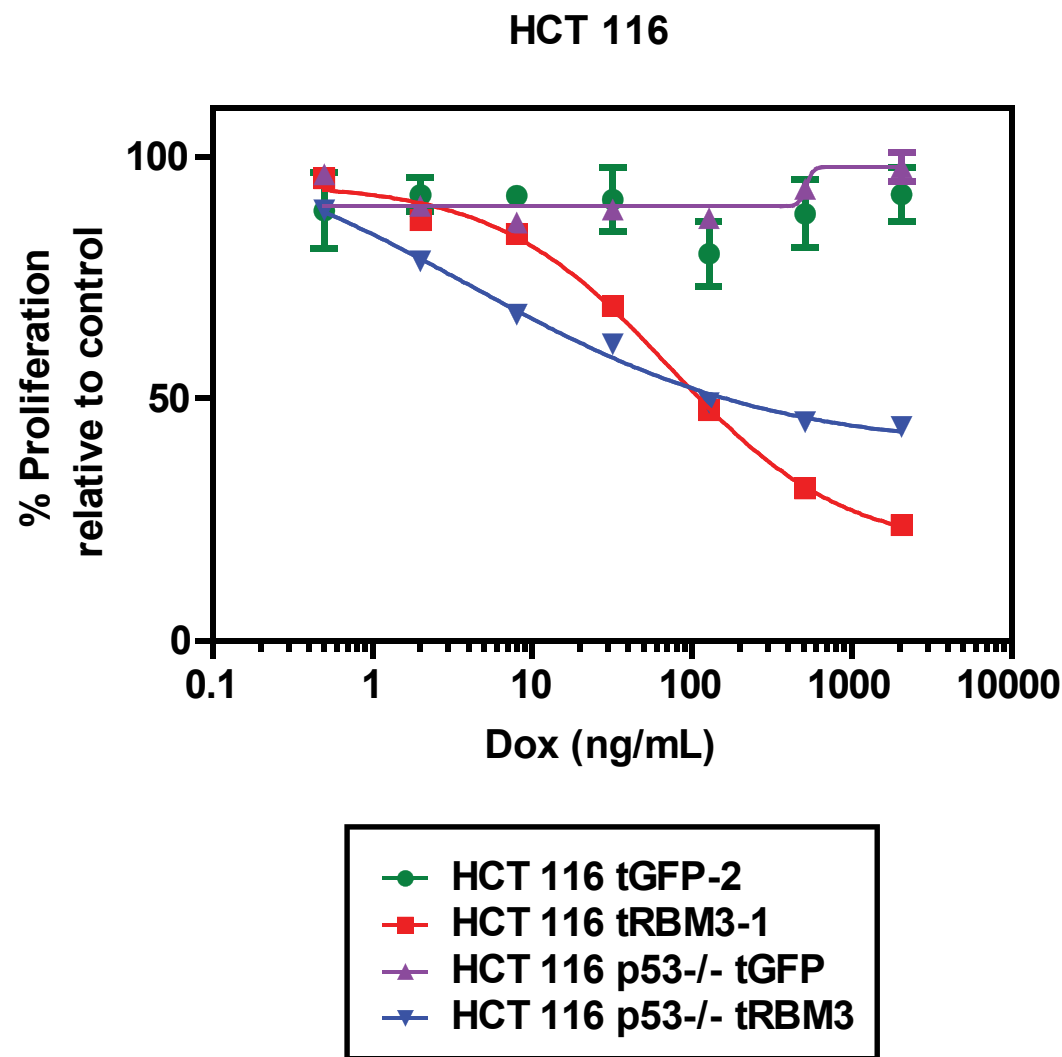 HCT 116
% Proliferation
relative to control
100
50
0
0.1 1 10 100 1000 10000
Dox (ng/mL)
HCT 116 tGFP-2
HCT 116 tRBM3-1
HCT 116 p53-/- tGFP
HCT 116 p53-/- tRBM3